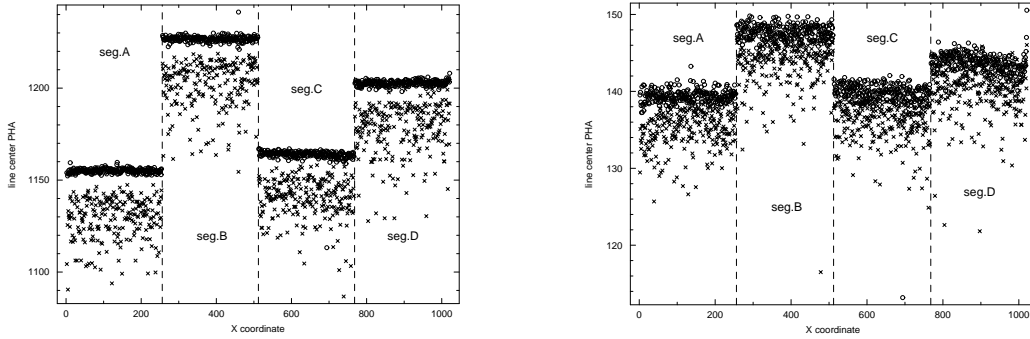 line center PHA
1200
1150
1100
seg.A
seg.B
seg.C
seg.D
0
200
400
600
800
1000
X coordinate
line center PHA
150
140
130
120
seg.A
seg.B
seg.C
seg.D
0
200
400
600
800
1000
X coordinate